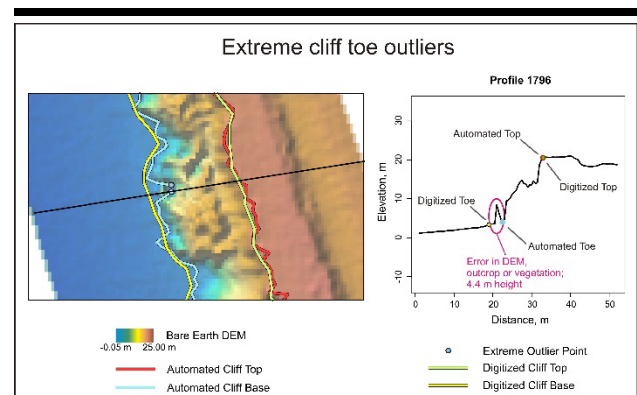 Extreme cliff toe outliers
Profile 1796
Elevation, m
30
20
10
0
-10
Automated Top
Digitized Top
Digitized Toe
Automated Toe
Error in DEM,
outcrop or vegetation;
4.4 m height
0 10 20 30 40 50
Distance, m
Bare Earth DEM
-0.05 m 25.00 m
Automated Cliff Top
Automated Cliff Base
Extreme Outlier Point
Digitized Cliff Top
Digitized Cliff Base